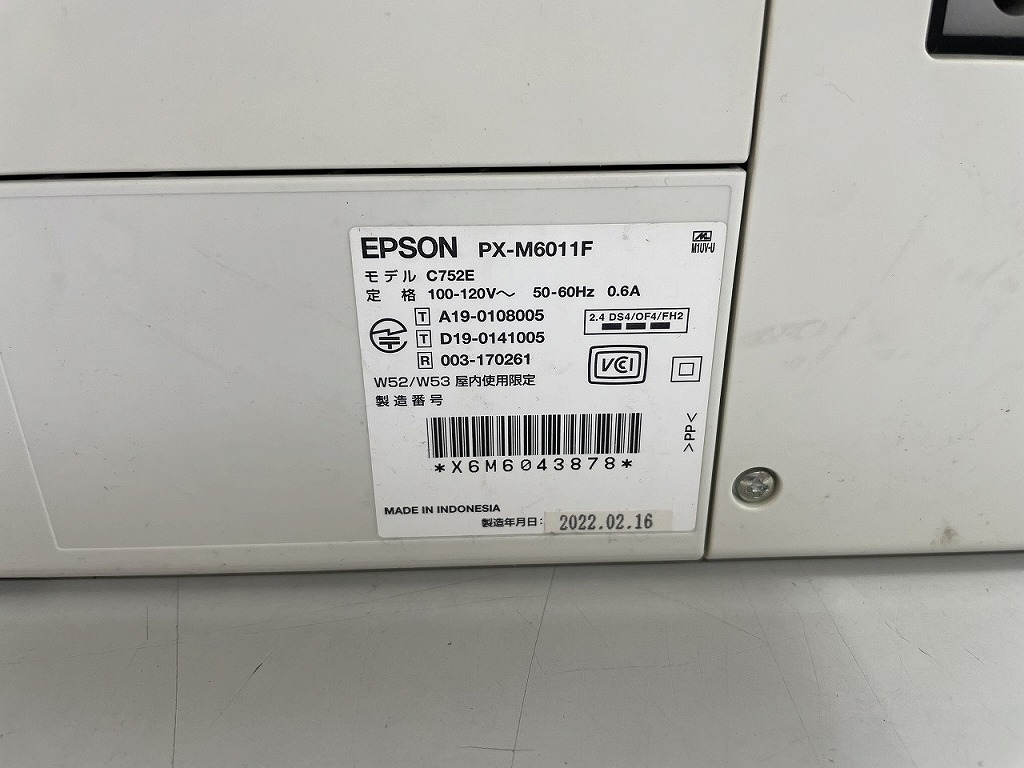 EPSON PX-M6011F
M1UY-U
モデル C752E
定 格 100-120V～ 50-60Hz 0.6A
T A19-0108005
2.4 DS4/OF4/FH2
T D19-0141005
R 003-170261
VCI
W52/W53 屋内使用限定
製造番号
*X6M6043878*
>PP<
MADE IN INDONESIA
製造年月日: 2022.02.16